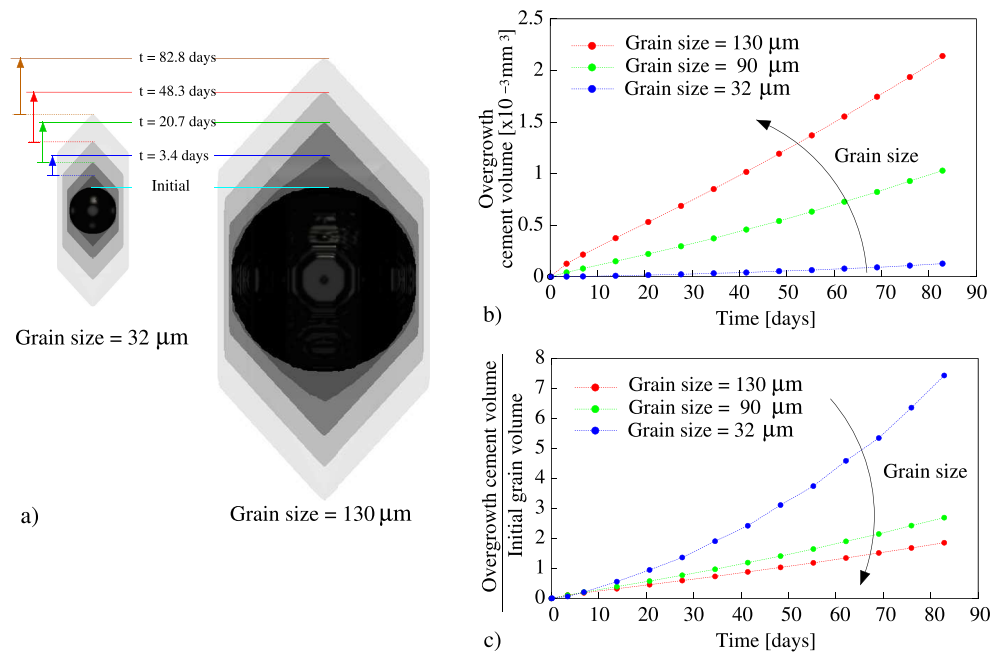 a)
t = 82.8 days
t = 48.3 days
t = 20.7 days
t = 3.4 days
Initial
Grain size = 32 µm
Grain size = 130 µm
b)
Overgrowth
cement volume [x10 −3 mm 3]
2.5
2
1.5
1
0.5
0
Grain size = 130 µm
Grain size = 90 µm
Grain size = 32 µm
Grain size
0 10 20 30 40 50 60 70 80 90
Time [days]
c)
Overgrowth cement volume
Initial grain volume
8
7
6
5
4
3
2
1
0
Grain size = 130 µm
Grain size = 90 µm
Grain size = 32 µm
Grain size
0 10 20 30 40 50 60 70 80 90
Time [days]